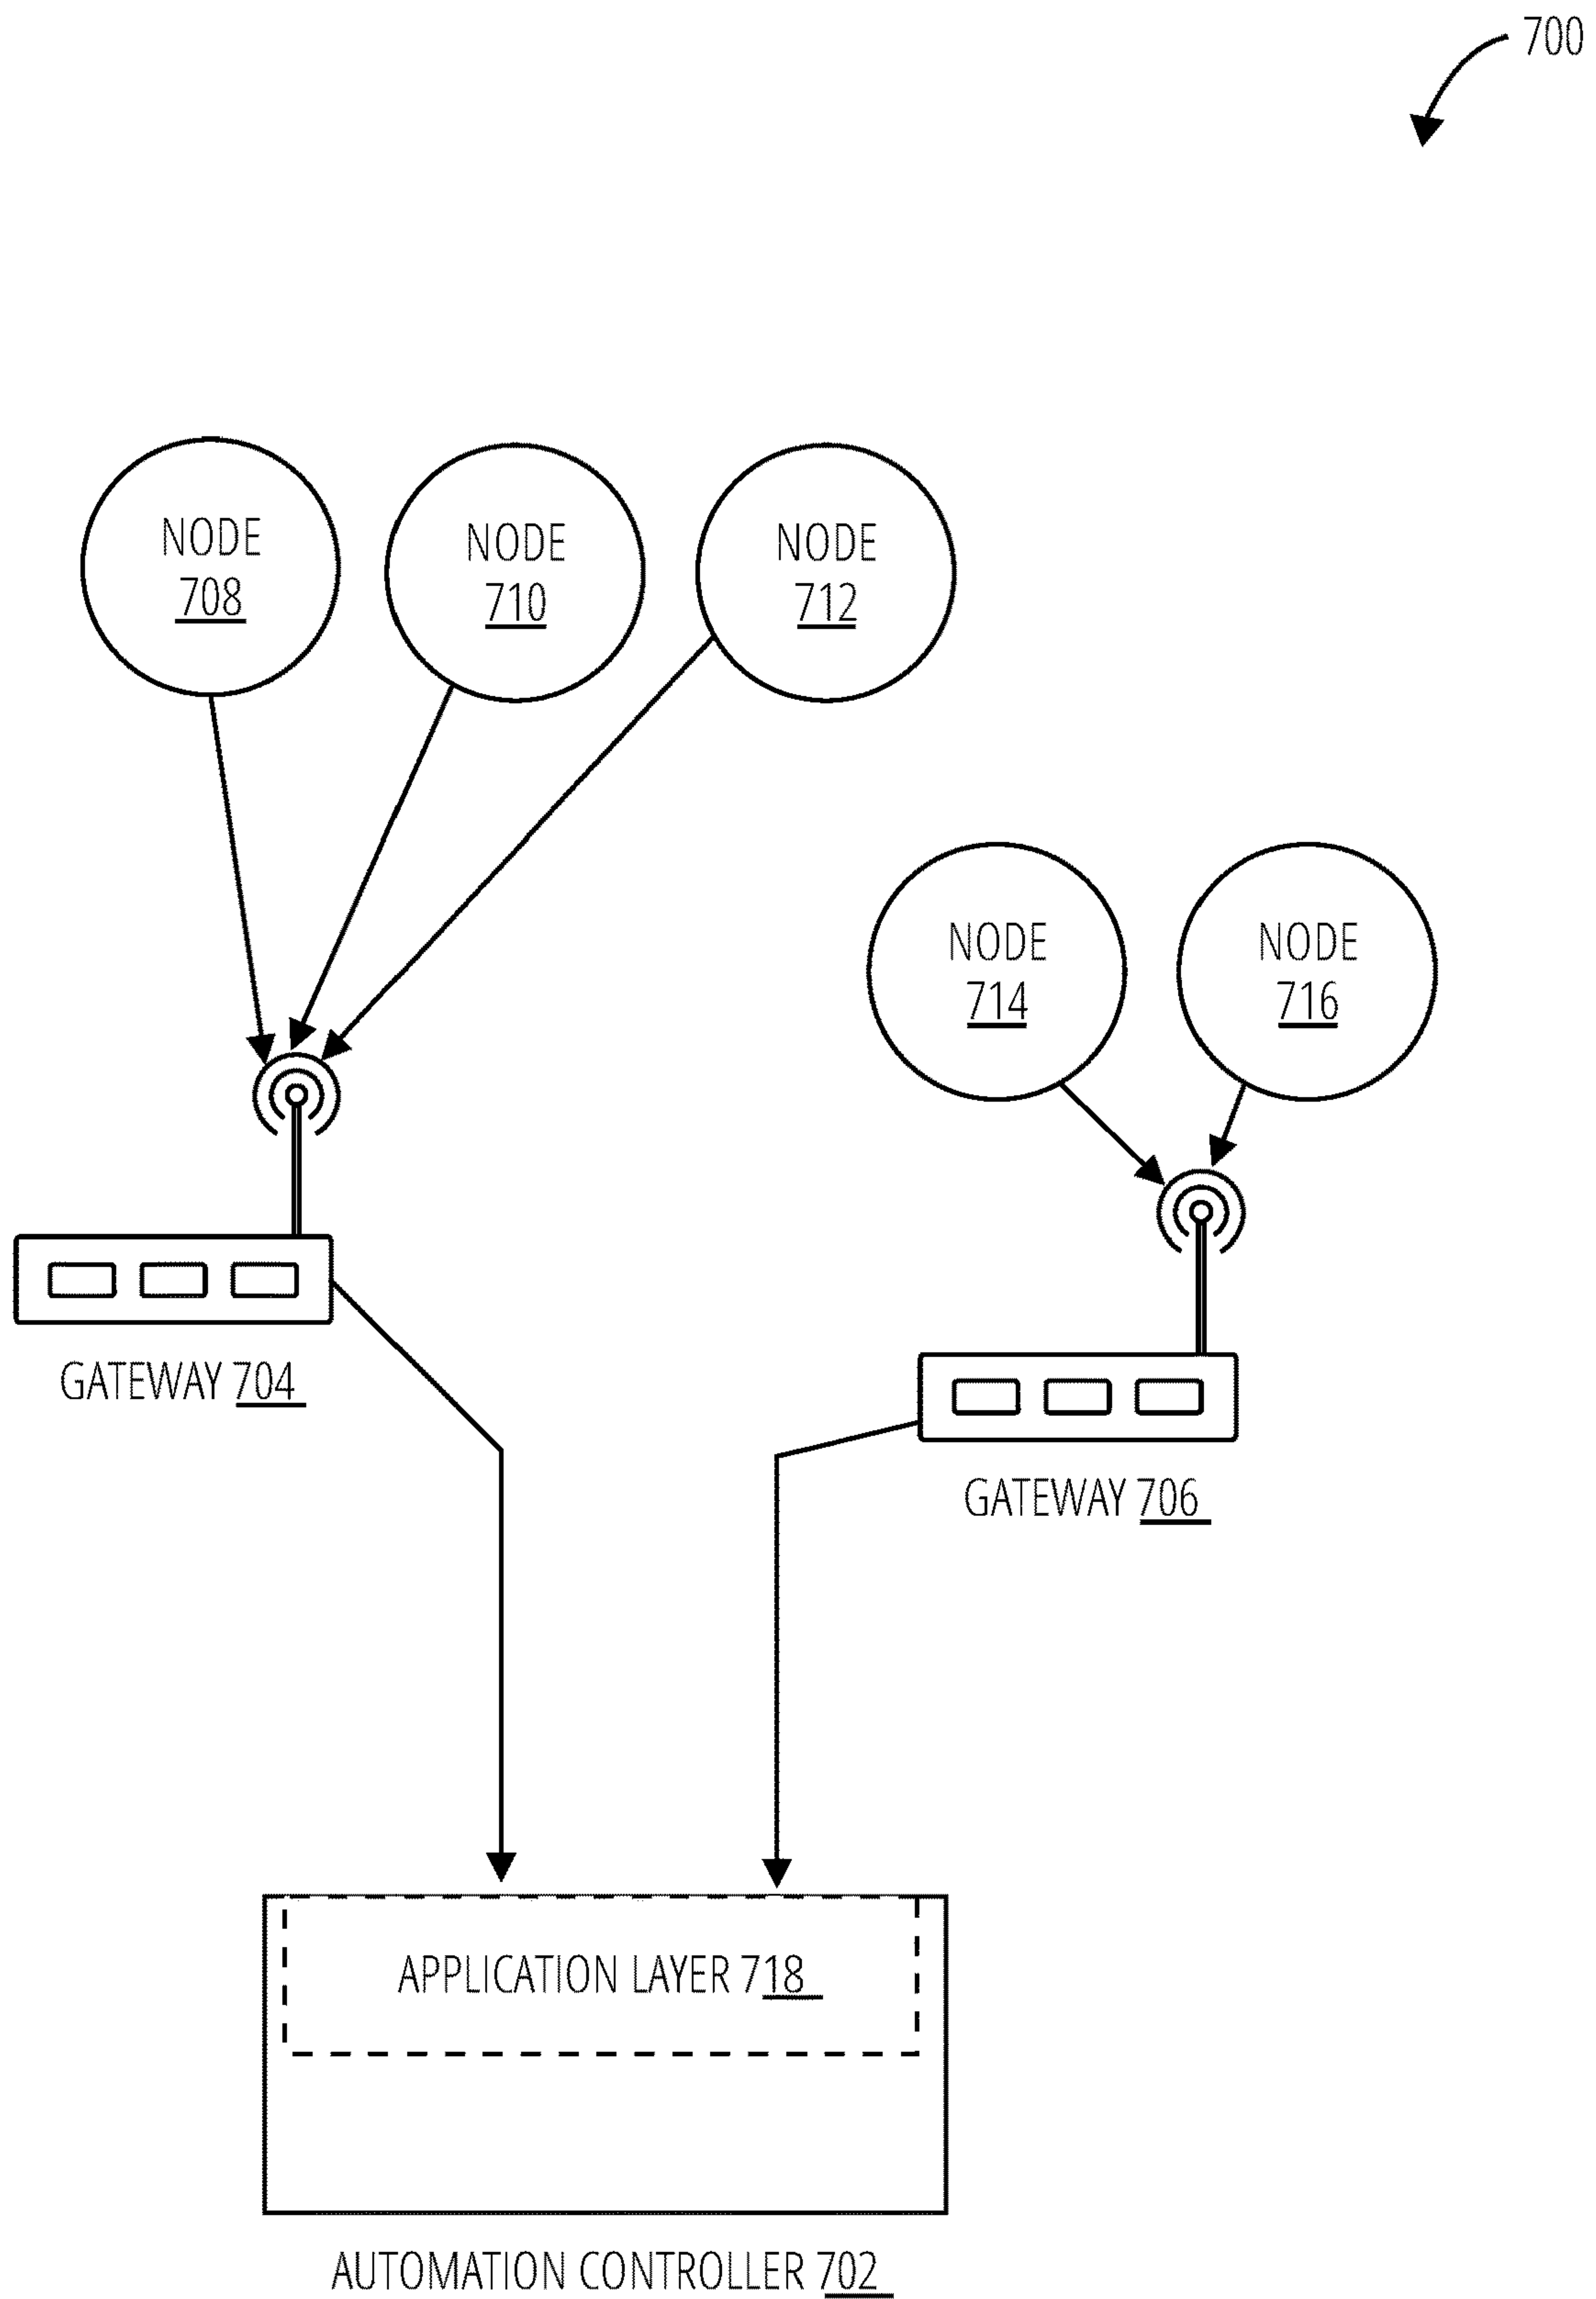 700
NODE
708
NODE
710
NODE
712
NODE
714
NODE
716
GATEWAY 704
GATEWAY 706
APPLICATION LAYER 718
AUTOMATION CONTROLLER 702